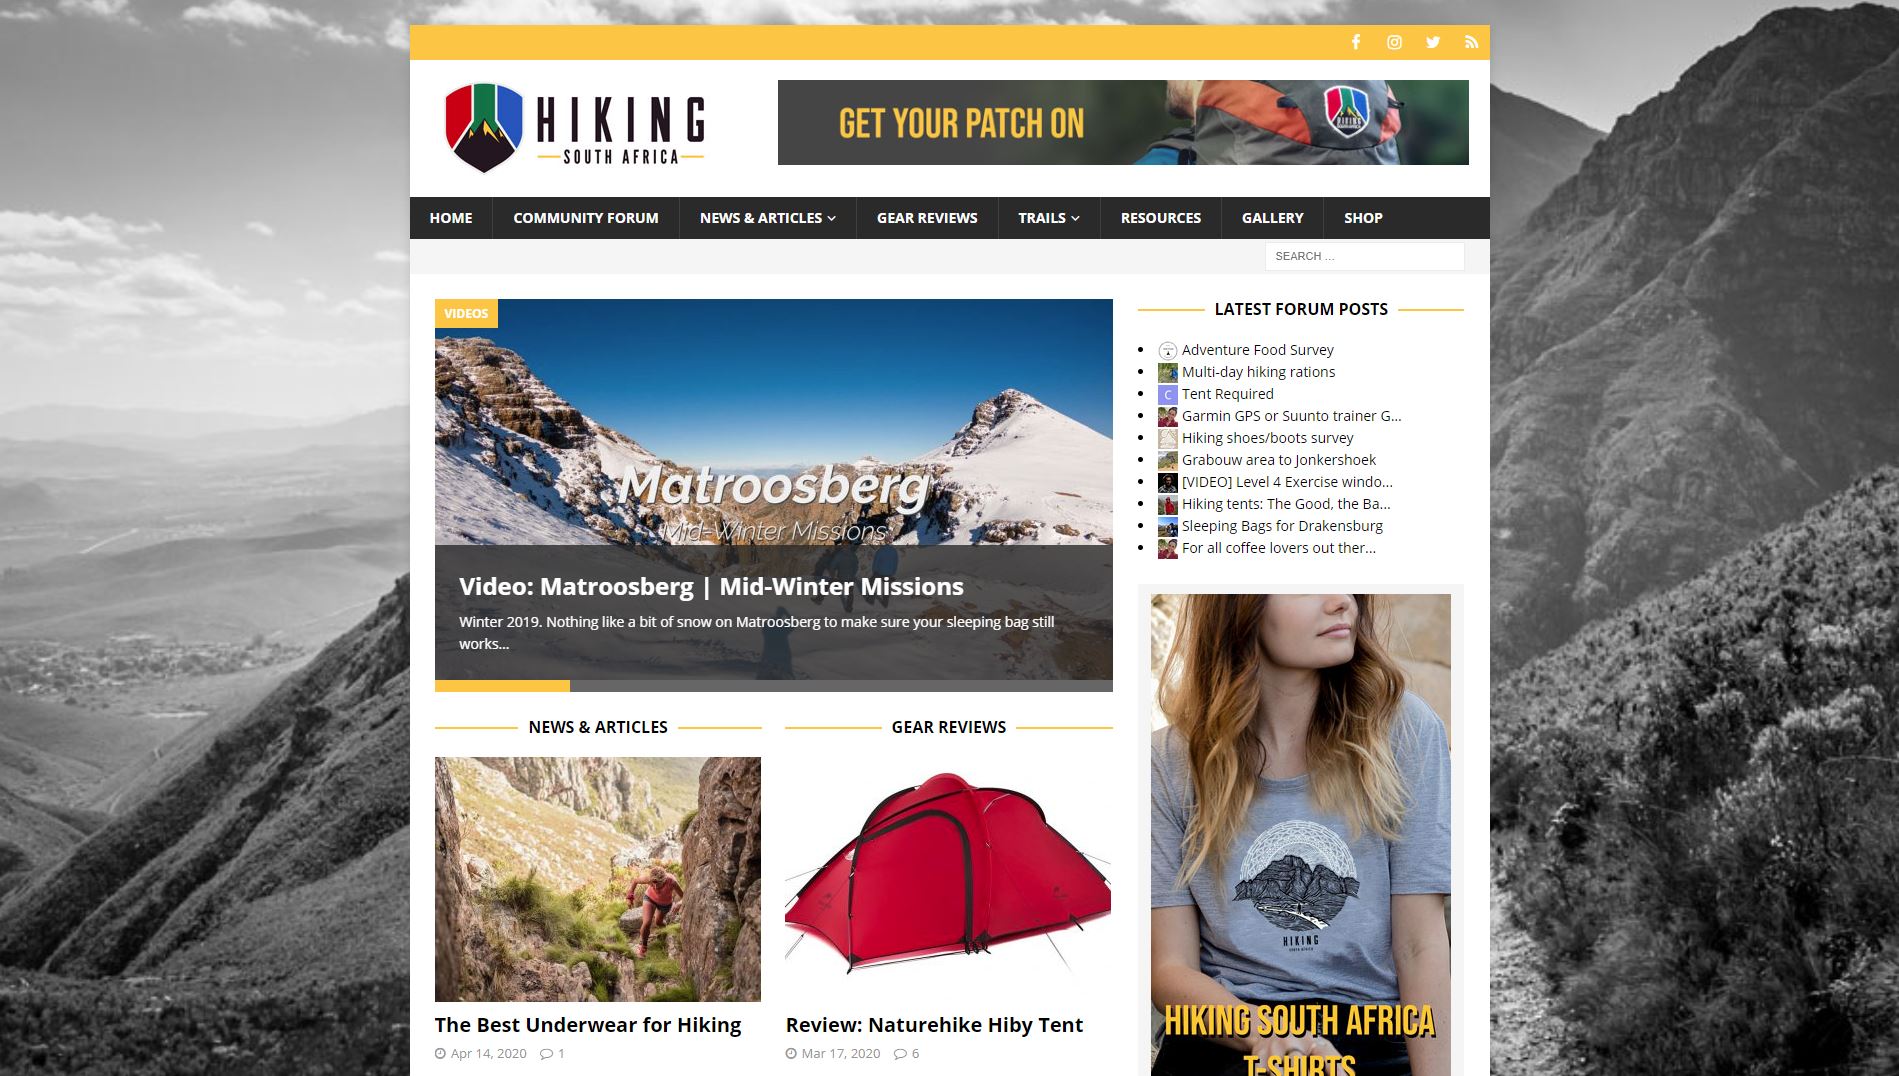 HIKING
SOUTH AFRICA
GET YOUR PATCH ON
HIKING
SOUTH AFRICA
HOME
COMMUNITY FORUM
NEWS & ARTICLES
GEAR REVIEWS
TRAILS
RESOURCES
GALLERY
SHOP
SEARCH …
VIDEOS
Matroosberg
Mid-Winter Missions
Video: Matroosberg | Mid-Winter Missions
Winter 2019. Nothing like a bit of snow on Matroosberg to make sure your sleeping bag still
works...
LATEST FORUM POSTS
Adventure Food Survey
Multi-day hiking rations
C
Tent Required
Garmin GPS or Suunto trainer G...
Hiking shoes/boots survey
Grabouw area to Jonkershoek
[VIDEO] Level 4 Exercise windo...
Hiking tents: The Good, the Ba...
Sleeping Bags for Drakensburg
For all coffee lovers out ther...
NEWS & ARTICLES
The Best Underwear for Hiking
Apr 14, 2020
1
GEAR REVIEWS
Review: Naturehike Hiby Tent
Mar 17, 2020
6
HIKING
SOUTH AFRICA
HIKING SOUTH AFRICA
T-SHIRTS